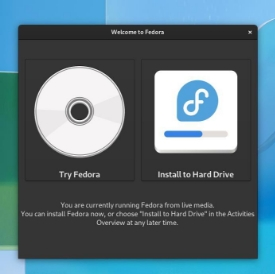 Welcome to Fedora
Try Fedora
Install to Hard Drive
You are currently running Fedora from live media.
You can install Fedora now, or choose "Install to Hard Drive" in the Activities
Overview at any later time.